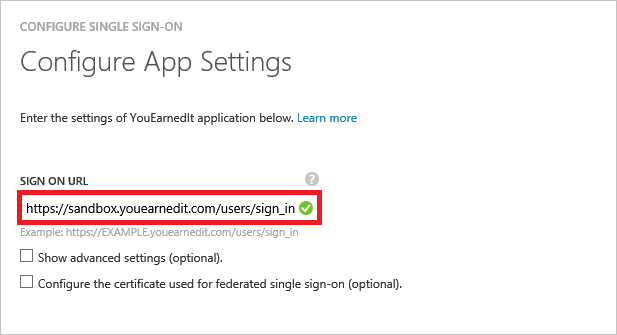 CONFIGURE SINGLE SIGN-ON
Configure App Settings
Enter the settings of YouEarnedIt application below. Learn more
SIGN ON URL ?
https://sandbox.youearnedit.com/users/sign_in
Example: https://EXAMPLE.youearnedit.com/users/sign_in
Show advanced settings (optional).
Configure the certificate used for federated single sign-on (optional).